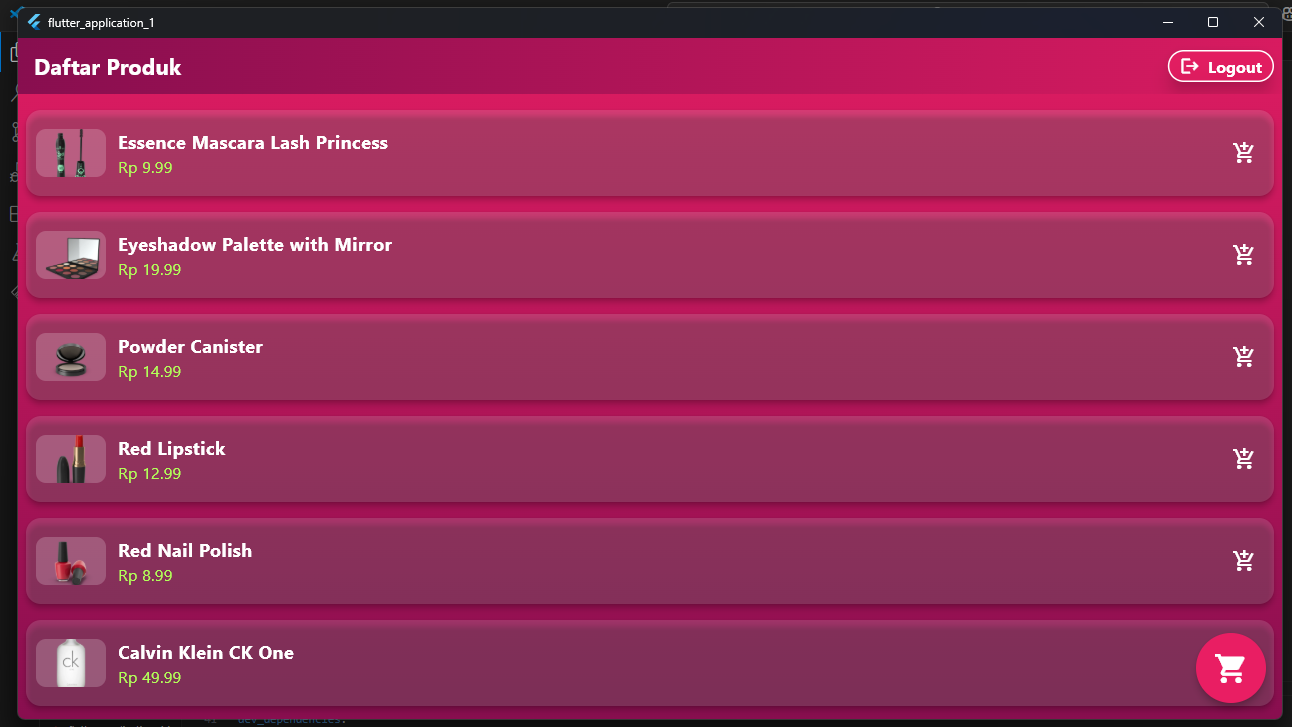 flutter_application_1
Daftar Produk
Logout
Essence Mascara Lash Princess
Rp 9.99
Eyeshadow Palette with Mirror
Rp 19.99
Powder Canister
Rp 14.99
Red Lipstick
Rp 12.99
Red Nail Polish
Rp 8.99
Calvin Klein CK One
ck
Rp 49.99
dev_dependencies: